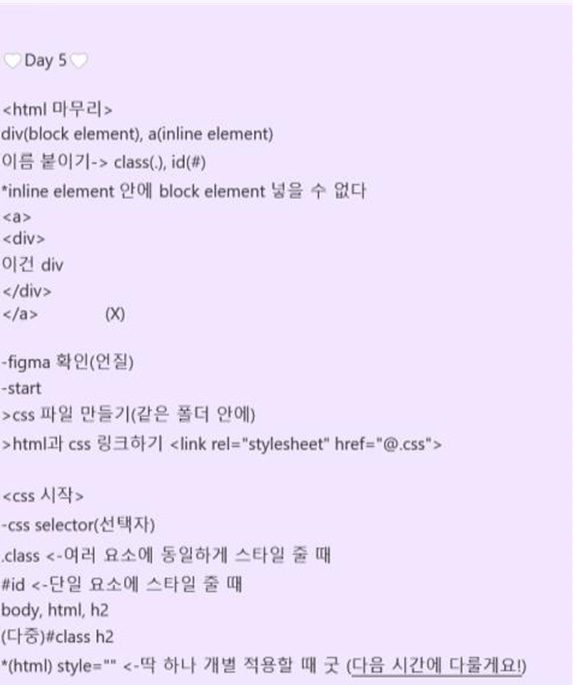 🤍Day 5🤍
<html 마무리>
div(block element), a(inline element)
이름 붙이기-> class(.), id(#)
*inline element 안에 block element 넣을 수 없다
<a>
<div>
이건 div
</div>
</a> (X)
-figma 확인(언질)
-start
>css 파일 만들기(같은 폴더 안에)
>html과 css 링크하기 <link rel="stylesheet" href="@.css">
<css 시작>
-css selector(선택자)
.class <-여러 요소에 동일하게 스타일 줄 때
#id <-단일 요소에 스타일 줄 때
body, html, h2
(다중)#class h2
*(html) style="" <-딱 하나 개별 적용할 때 굿 (다음 시간에 다룰게요!)